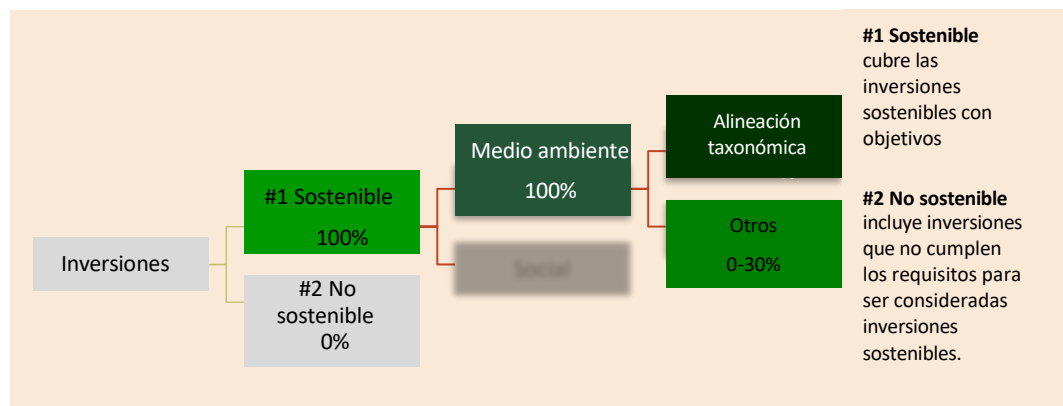 Inversiones
#1 Sostenible
100%
#2 No
sostenible
0%
Medio ambiente
100%
Social
Alineación
taxonómica
Otros
0-30%
#1 Sostenible
cubre las
inversiones
sostenibles con
objetivos
#2 No sostenible
incluye inversiones
que no cumplen
los requisitos para
ser consideradas
inversiones
sostenibles.